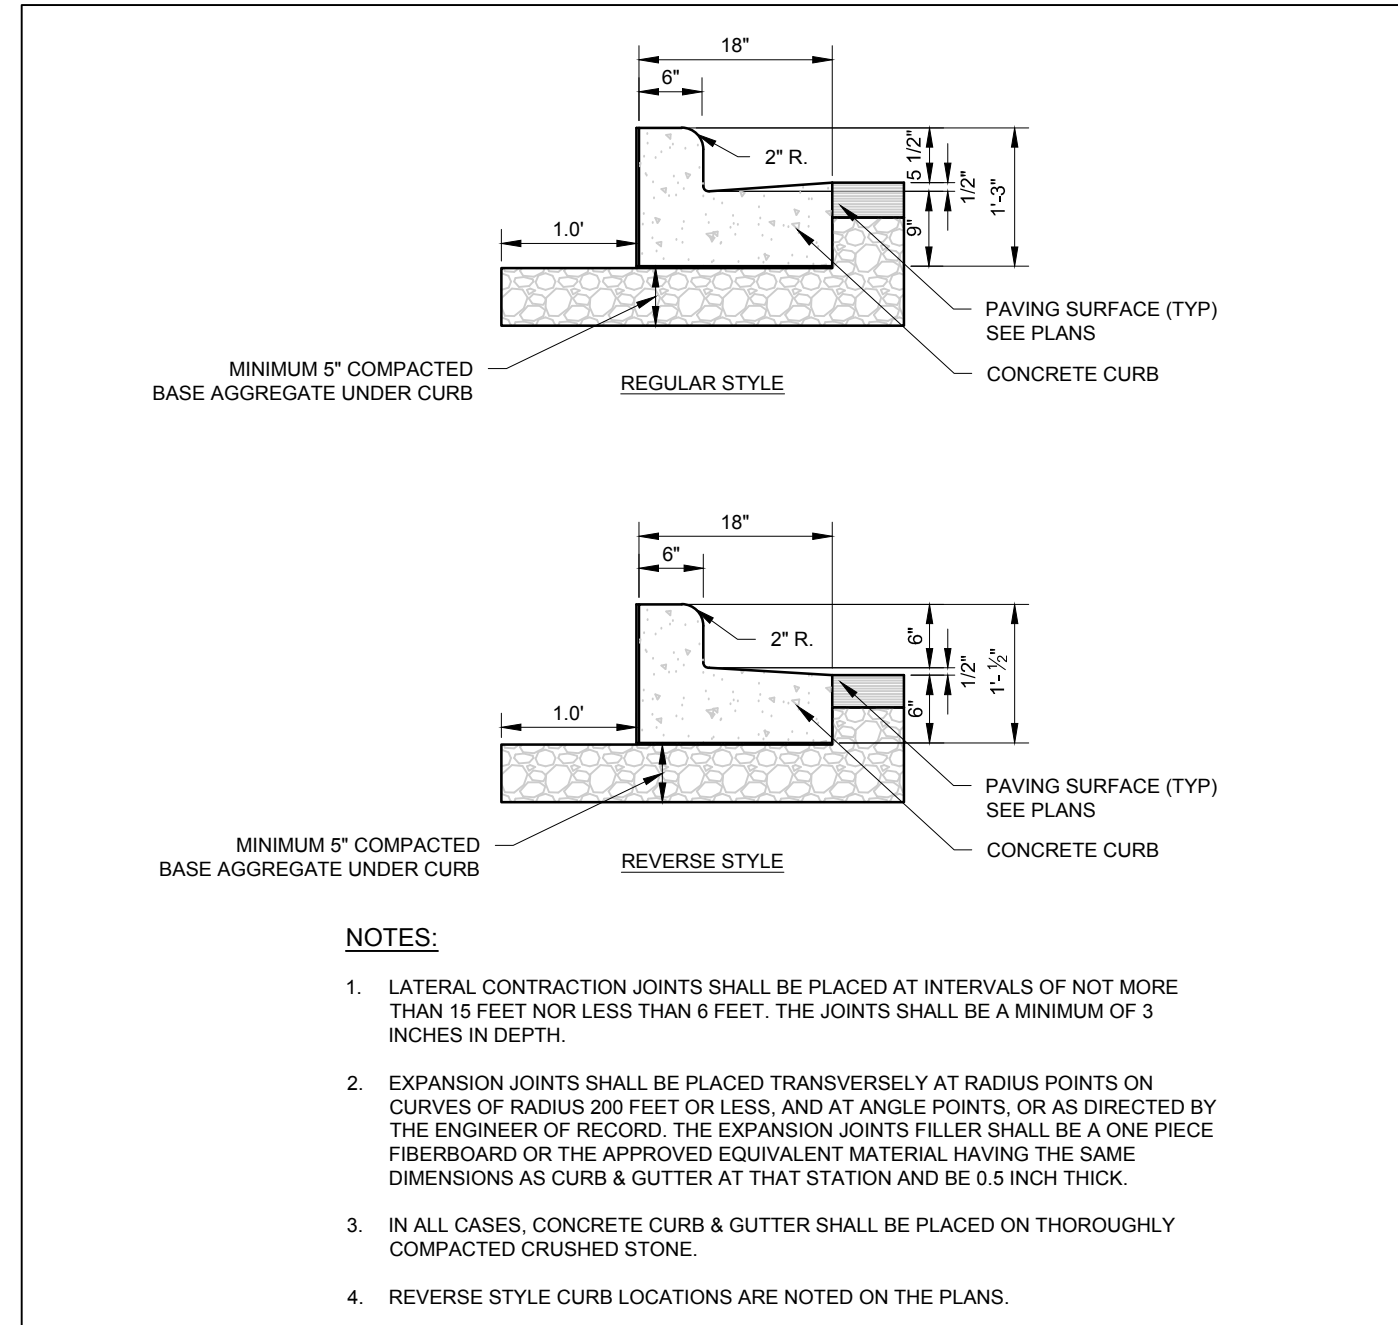 18"
6"
2" R.
5 1/2"
1/2"
1'-3"
9"
1.0'
PAVING SURFACE (TYP)
SEE PLANS
CONCRETE CURB
MINIMUM 5" COMPACTED
BASE AGGREGATE UNDER CURB
REGULAR STYLE
18"
6"
2" R.
6"
1/2"
1'-½"
6"
1.0'
PAVING SURFACE (TYP)
SEE PLANS
CONCRETE CURB
MINIMUM 5" COMPACTED
BASE AGGREGATE UNDER CURB
REVERSE STYLE
NOTES:
1. LATERAL CONTRACTION JOINTS SHALL BE PLACED AT INTERVALS OF NOT MORE
THAN 15 FEET NOR LESS THAN 6 FEET. THE JOINTS SHALL BE A MINIMUM OF 3
INCHES IN DEPTH.
2. EXPANSION JOINTS SHALL BE PLACED TRANSVERSELY AT RADIUS POINTS ON
CURVES OF RADIUS 200 FEET OR LESS, AND AT ANGLE POINTS, OR AS DIRECTED BY
THE ENGINEER OF RECORD. THE EXPANSION JOINTS FILLER SHALL BE A ONE PIECE
FIBERBOARD OR THE APPROVED EQUIVALENT MATERIAL HAVING THE SAME
DIMENSIONS AS CURB & GUTTER AT THAT STATION AND BE 0.5 INCH THICK.
3. IN ALL CASES, CONCRETE CURB & GUTTER SHALL BE PLACED ON THOROUGHLY
COMPACTED CRUSHED STONE.
4. REVERSE STYLE CURB LOCATIONS ARE NOTED ON THE PLANS.